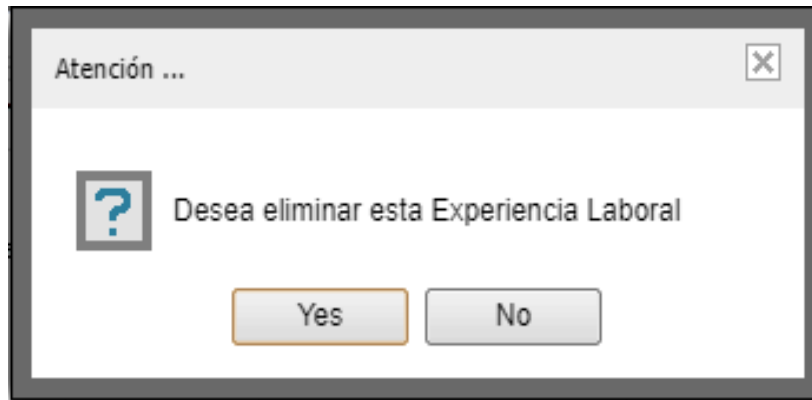 Atención ...
Desea eliminar esta Experiencia Laboral
Yes No